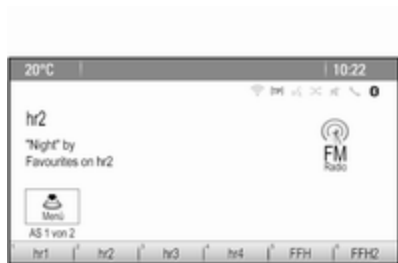 20°C 10:22
hr2
"Night" by
Favourites on hr2
FM
Radio
Menü
AS 1 von 2
hr1 hr2 hr3 hr4 FFH FFH2